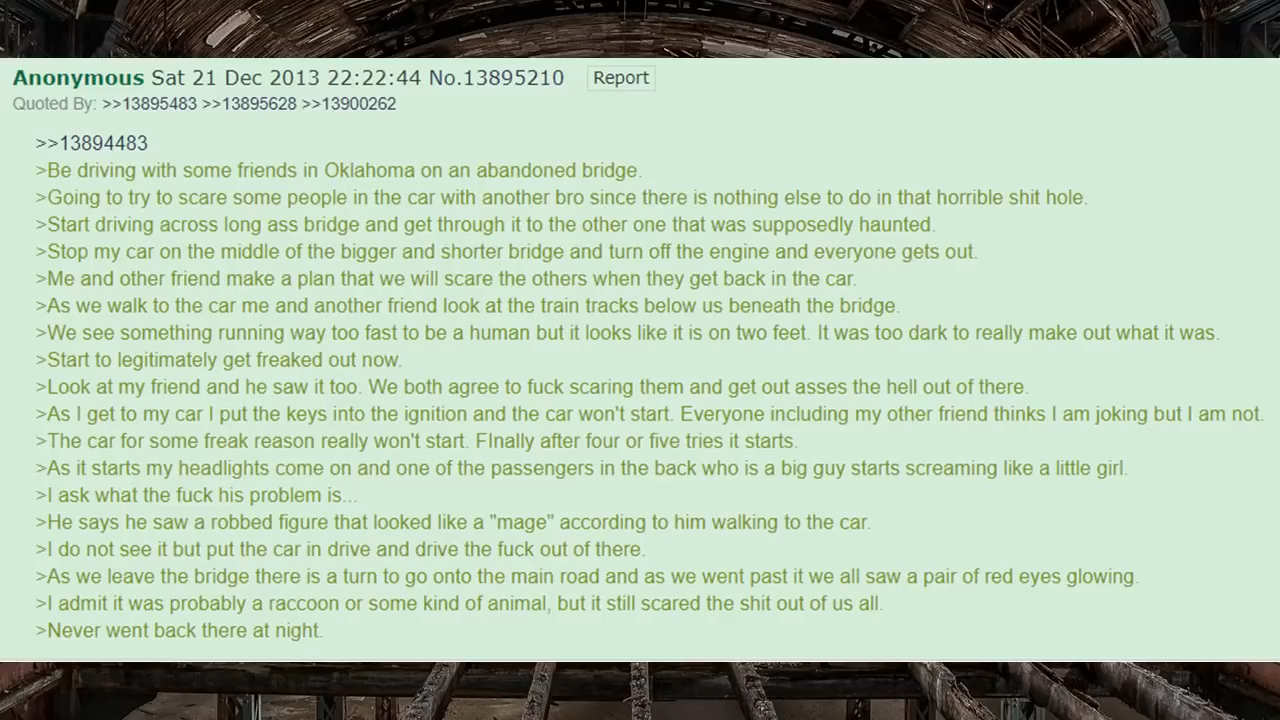 Anonymous Sat 21 Dec 2013 22:22:44 No.13895210 Report
Quoted By: >>13895483 >>13895628 >>13900262
>>13894483
>Be driving with some friends in Oklahoma on an abandoned bridge.
>Going to try to scare some people in the car with another bro since there is nothing else to do in that horrible shit hole.
>Start driving across long ass bridge and get through it to the other one that was supposedly haunted.
>Stop my car on the middle of the bigger and shorter bridge and turn off the engine and everyone gets out.
>Me and other friend make a plan that we will scare the others when they get back in the car.
>As we walk to the car me and another friend look at the train tracks below us beneath the bridge.
>We see something running way too fast to be a human but it looks like it is on two feet. It was too dark to really make out what it was.
>Start to legitimately get freaked out now.
>Look at my friend and he saw it too. We both agree to fuck scaring them and get out asses the hell out of there.
>As I get to my car I put the keys into the ignition and the car won't start. Everyone including my other friend thinks I am joking but I am not.
>The car for some freak reason really won't start. FInally after four or five tries it starts.
>As it starts my headlights come on and one of the passengers in the back who is a big guy starts screaming like a little girl.
>I ask what the fuck his problem is...
>He says he saw a robbed figure that looked like a "mage" according to him walking to the car.
>I do not see it but put the car in drive and drive the fuck out of there.
>As we leave the bridge there is a turn to go onto the main road and as we went past it we all saw a pair of red eyes glowing.
>I admit it was probably a raccoon or some kind of animal, but it still scared the shit out of us all.
>Never went back there at night.